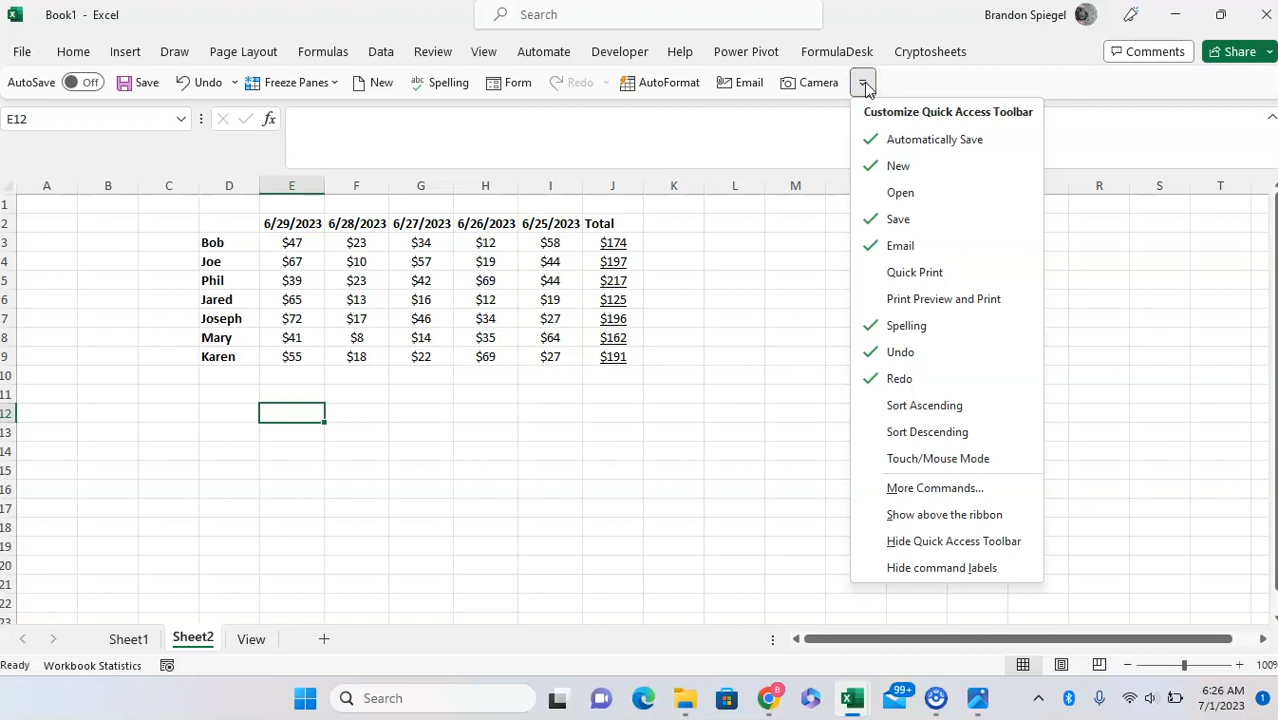 Book1 - Excel
Search
Brandon Spiegel
File Home Insert Draw Page Layout Formulas Data Review View Automate Developer Help Power Pivot FormulaDesk Cryptosheets Comments Share
AutoSave Off Save Undo Freeze Panes New Spelling Form Redo AutoFormat Email Camera
E12 fx
A B C D E F G H I J K L M R S T
1
2 6/29/2023 6/28/2023 6/27/2023 6/26/2023 6/25/2023 Total
3 Bob $47 $23 $34 $12 $58 $174
4 Joe $67 $10 $57 $19 $44 $197
5 Phil $39 $23 $42 $69 $44 $217
6 Jared $65 $13 $16 $12 $19 $125
7 Joseph $72 $17 $46 $34 $27 $196
8 Mary $41 $8 $14 $35 $64 $162
9 Karen $55 $18 $22 $69 $27 $191
10
11
12
13
14
15
16
17
18
19
20
21
22
23
Customize Quick Access Toolbar
Automatically Save
New
Open
Save
Email
Quick Print
Print Preview and Print
Spelling
Undo
Redo
Sort Ascending
Sort Descending
Touch/Mouse Mode
More Commands...
Show above the ribbon
Hide Quick Access Toolbar
Hide command labels
Sheet1 Sheet2 View
Ready Workbook Statistics 100%
Search 99+ 8 6:26 AM
7/1/2023 1